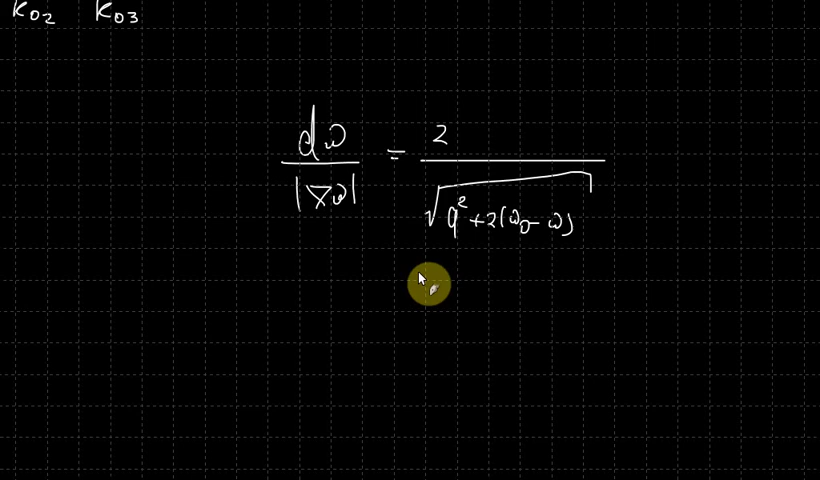 K02 K03
dω / |∇ω| = 2 / √(q² + 2(ω0 - ω))